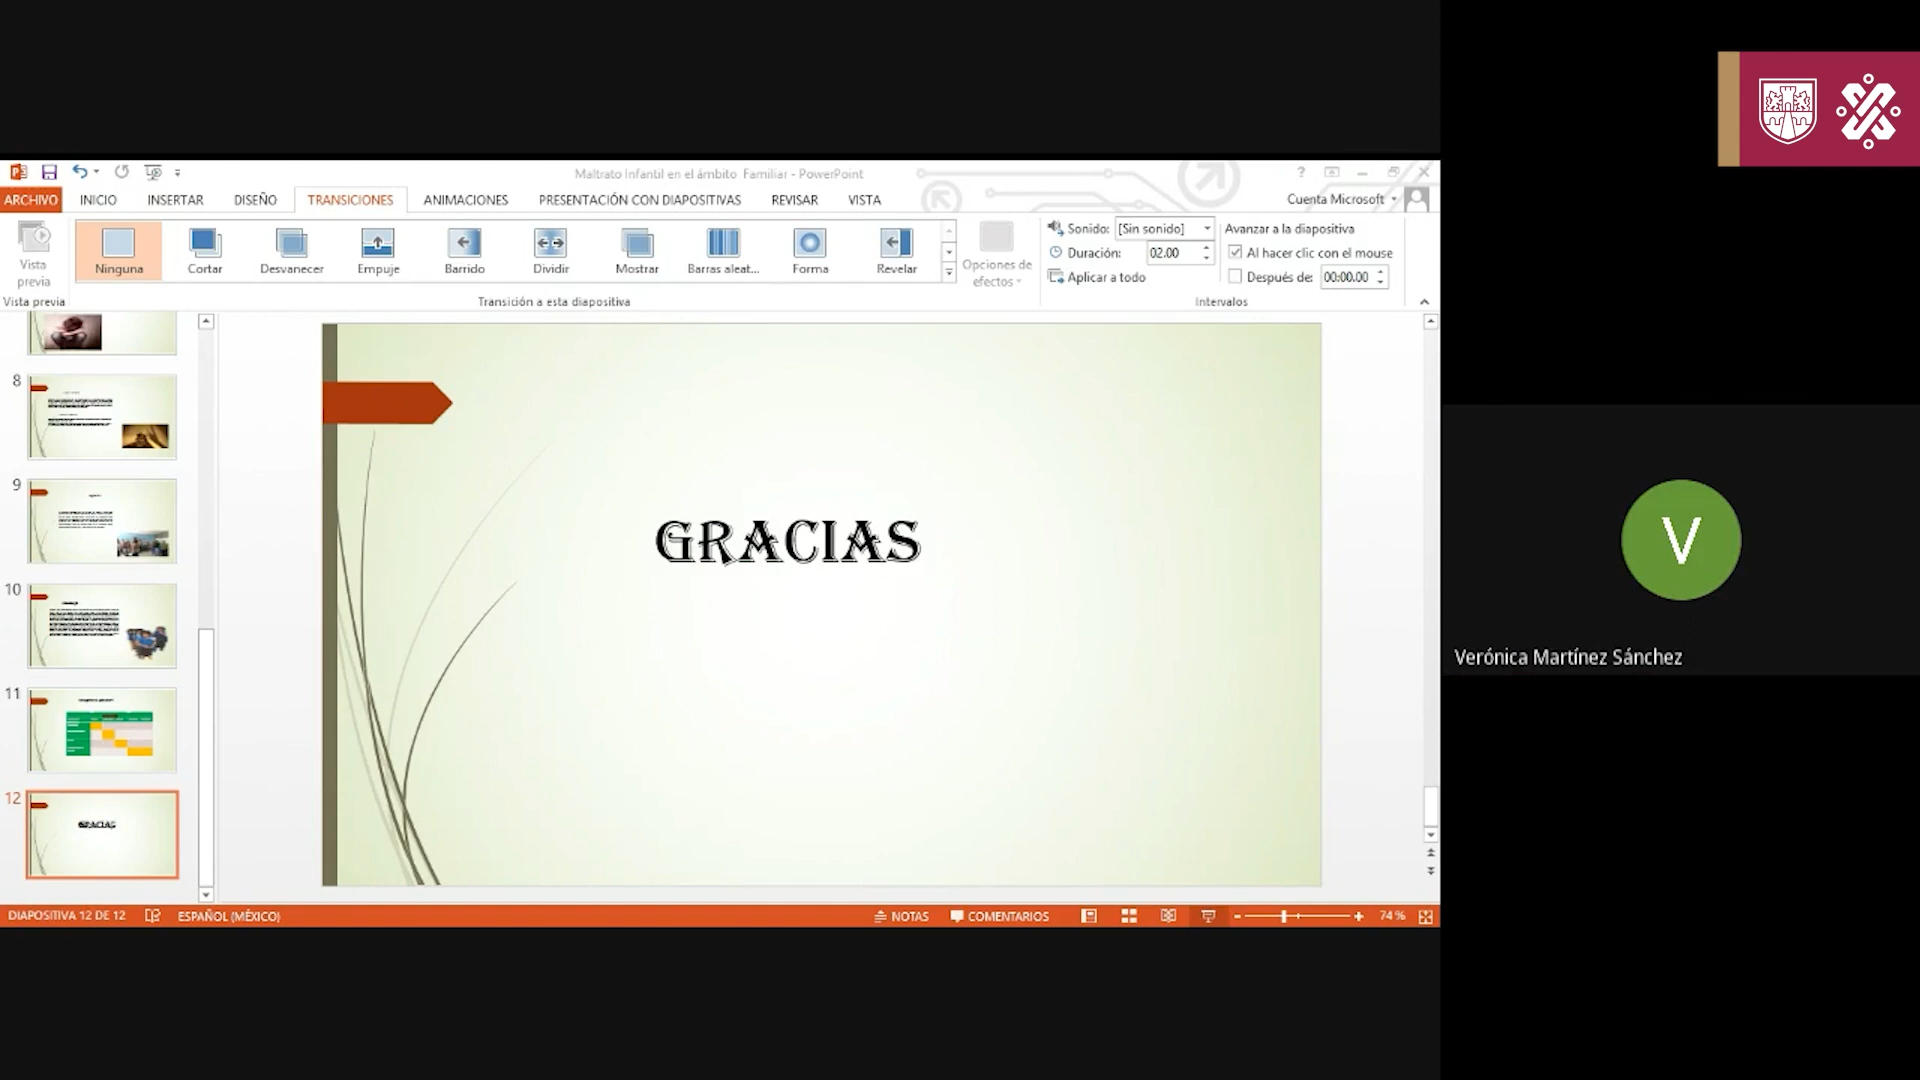 Maltrato Infantil en el ámbito Familiar - PowerPoint
ARCHIVO INICIO INSERTAR DISEÑO TRANSICIONES ANIMACIONES PRESENTACIÓN CON DIAPOSITIVAS REVISAR VISTA Cuenta Microsoft
Vista previa
Ninguna Cortar Desvanecer Empuje Barrido Dividir Mostrar Barras aleat... Forma Revelar
Opciones de efectos
Sonido: [Sin sonido]
Duración: 02.00
Aplicar a todo
Avanzar a la diapositiva
Al hacer clic con el mouse
Después de: 00:00.00
Vista previa Transición a esta diapositiva Intervalos
8
9
10
11
12
GRACIAS
GRACIAS
V
Verónica Martínez Sánchez
DIAPOSITIVA 12 DE 12 ESPAÑOL (MÉXICO) NOTAS COMENTARIOS 74 %